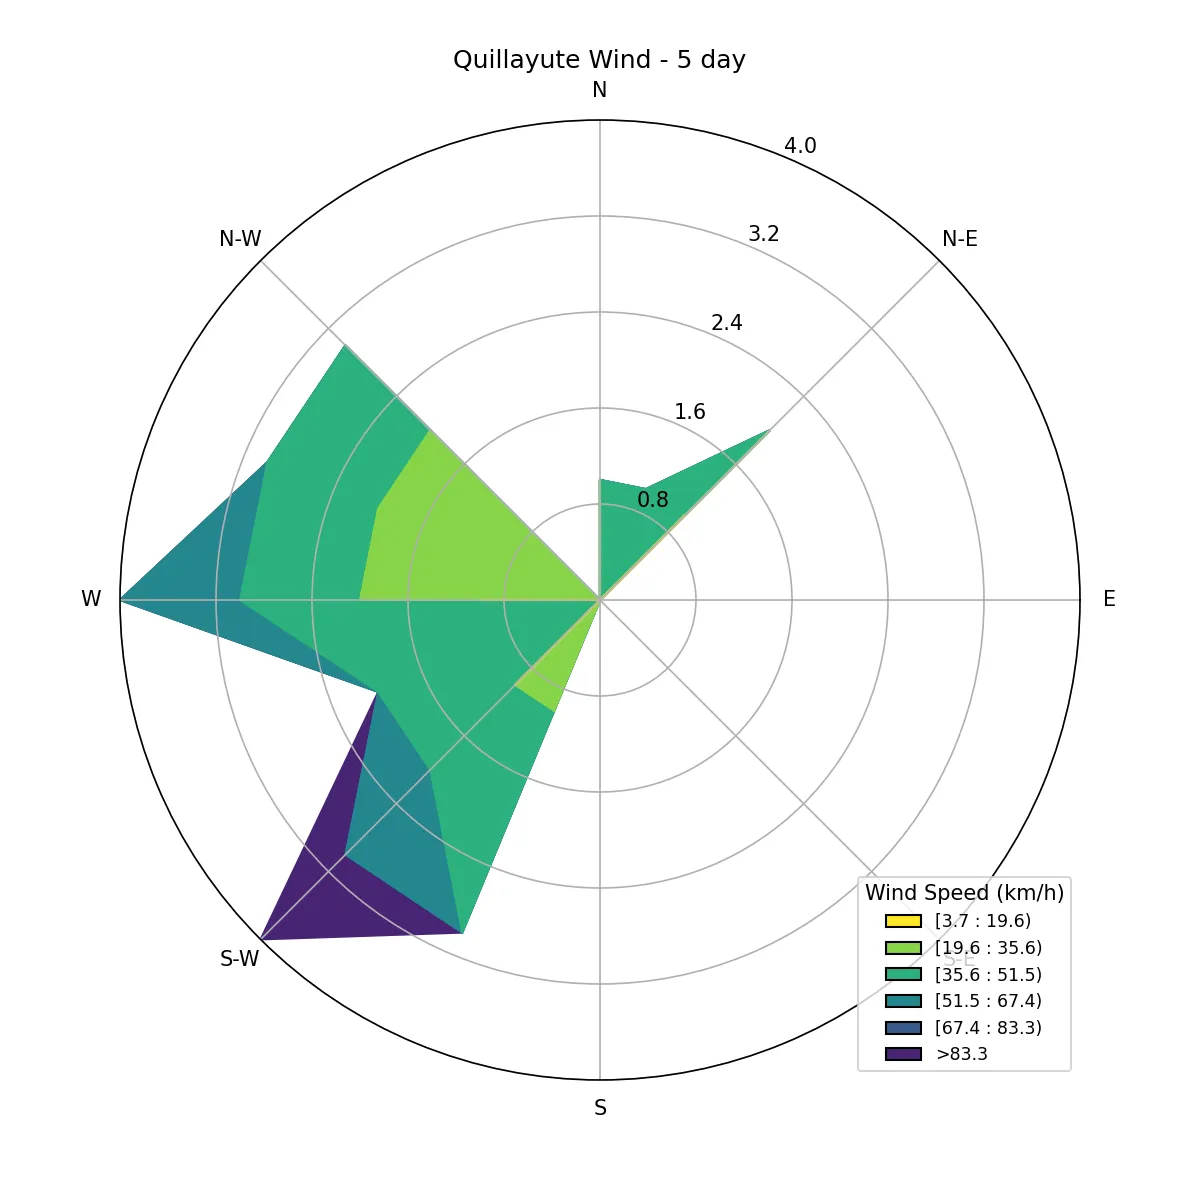 Quillayute Wind - 5 day
N
4.0
N-W
N-E
3.2
2.4
1.6
0.8
W
E
S-W
S-E
S
Wind Speed (km/h)
[3.7 : 19.6)
[19.6 : 35.6)
[35.6 : 51.5)
[51.5 : 67.4)
[67.4 : 83.3)
>83.3